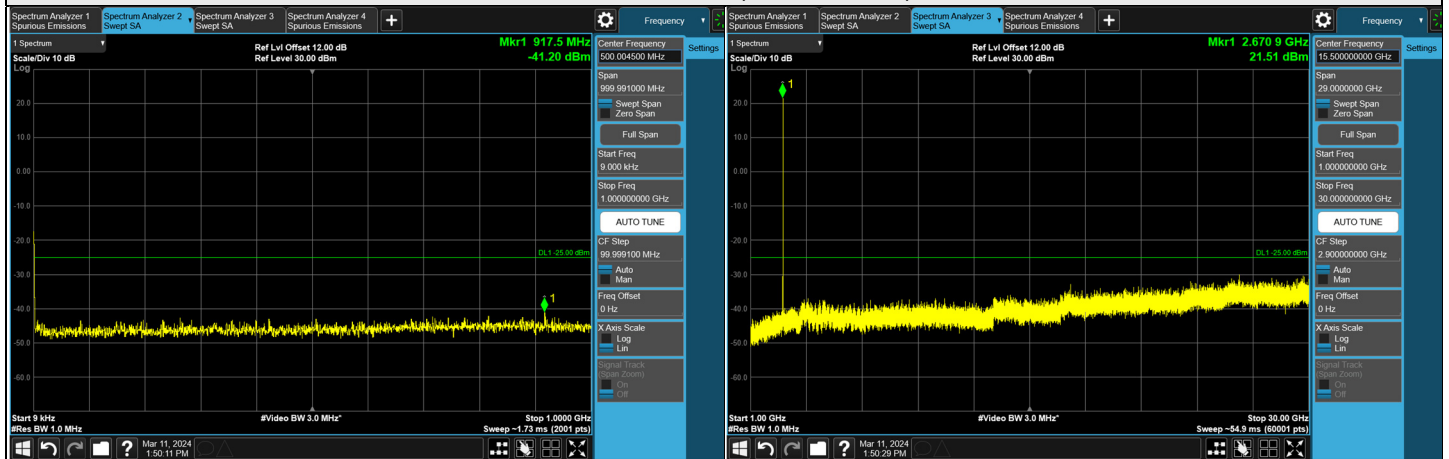 Spectrum Analyzer 1
Spurious Emissions
Spectrum Analyzer 2
Swept SA
Spectrum Analyzer 3
Swept SA
Spectrum Analyzer 4
Spurious Emissions
Frequency
1 Spectrum
Scale/Div 10 dB
Log
Ref Lvl Offset 12.00 dB
Ref Level 30.00 dBm
Mkr1 917.5 MHz
-41.20 dBm
1
20.0
10.0
0.00
-10.0
-20.0
-30.0
-40.0
-50.0
-60.0
DL1 -25.00 dBm
1
Start 9 kHz
#Res BW 1.0 MHz
#Video BW 3.0 MHz*
Stop 1.0000 GHz
Sweep ~1.73 ms (2001 pts)
Center Frequency
500.004500 MHz
Settings
Span
999.991000 MHz
Swept Span
Zero Span
Full Span
Start Freq
9.000 kHz
Stop Freq
1.000000000 GHz
AUTO TUNE
CF Step
99.999100 MHz
Auto
Man
Freq Offset
0 Hz
X Axis Scale
Log
Lin
Signal Track
(Span Zoom)
On
Off
?
Mar 11, 2024
1:50:11 PM
Spectrum Analyzer 1
Spurious Emissions
Spectrum Analyzer 2
Swept SA
Spectrum Analyzer 3
Swept SA
Spectrum Analyzer 4
Spurious Emissions
Frequency
1 Spectrum
Scale/Div 10 dB
Log
Ref Lvl Offset 12.00 dB
Ref Level 30.00 dBm
Mkr1 2.670 9 GHz
21.51 dBm
1
20.0
10.0
0.00
-10.0
-20.0
-30.0
-40.0
-50.0
-60.0
DL1 -25.00 dBm
Start 1.00 GHz
#Res BW 1.0 MHz
#Video BW 3.0 MHz*
Stop 30.00 GHz
Sweep ~54.9 ms (60001 pts)
Center Frequency
15.500000000 GHz
Settings
Span
29.0000000 GHz
Swept Span
Zero Span
Full Span
Start Freq
1.000000000 GHz
Stop Freq
30.000000000 GHz
AUTO TUNE
CF Step
2.900000000 GHz
Auto
Man
Freq Offset
0 Hz
X Axis Scale
Log
Lin
Signal Track
(Span Zoom)
On
Off
?
Mar 11, 2024
1:50:29 PM